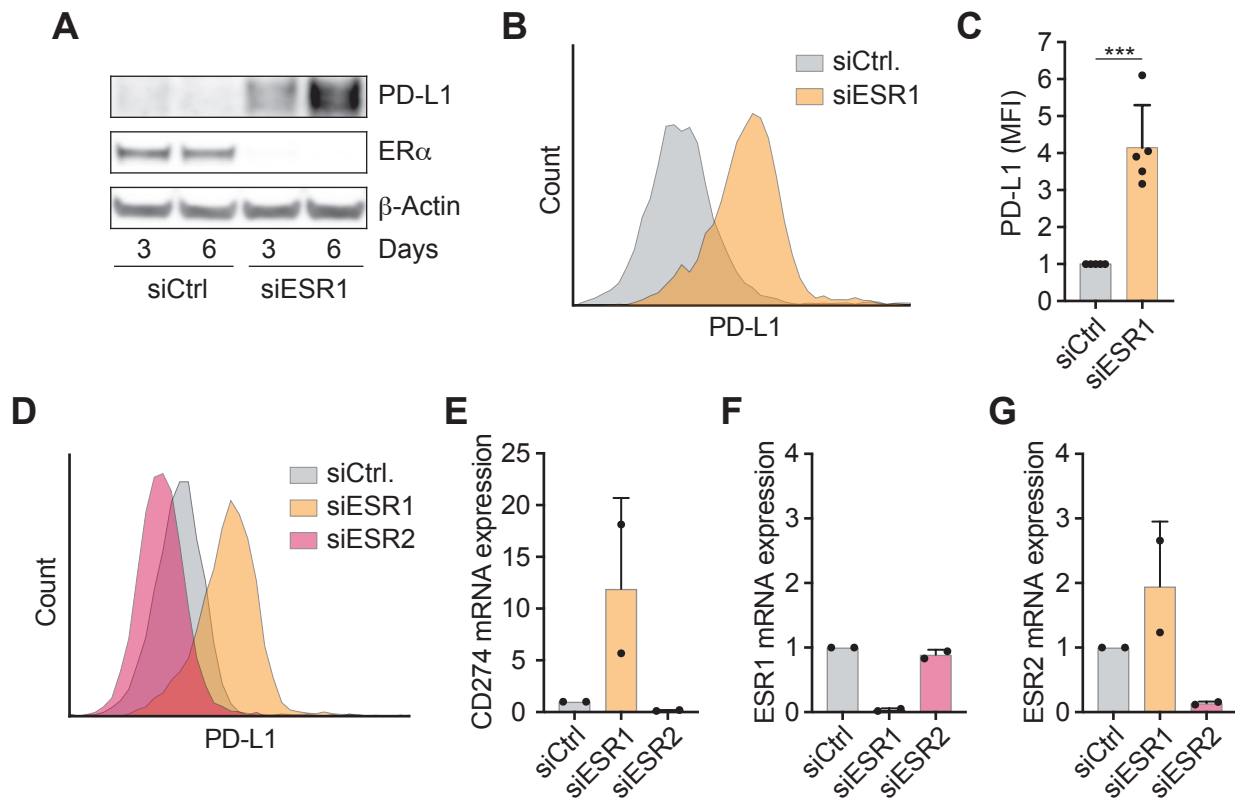 A
PD-L1
ERα
β-Actin
3 6 3 6 Days
siCtrl siESR1
B
siCtrl.
siESR1
Count
PD-L1
C
***
PD-L1 (MFI)
7
6
5
4
3
2
1
0
siCtrl
siESR1
D
siCtrl.
siESR1
siESR2
Count
PD-L1
E
CD274 mRNA expression
25
20
15
10
5
0
siCtrl
siESR1
siESR2
F
ESR1 mRNA expression
4
3
2
1
0
siCtrl
siESR1
siESR2
G
ESR2 mRNA expression
4
3
2
1
0
siCtrl
siESR1
siESR2